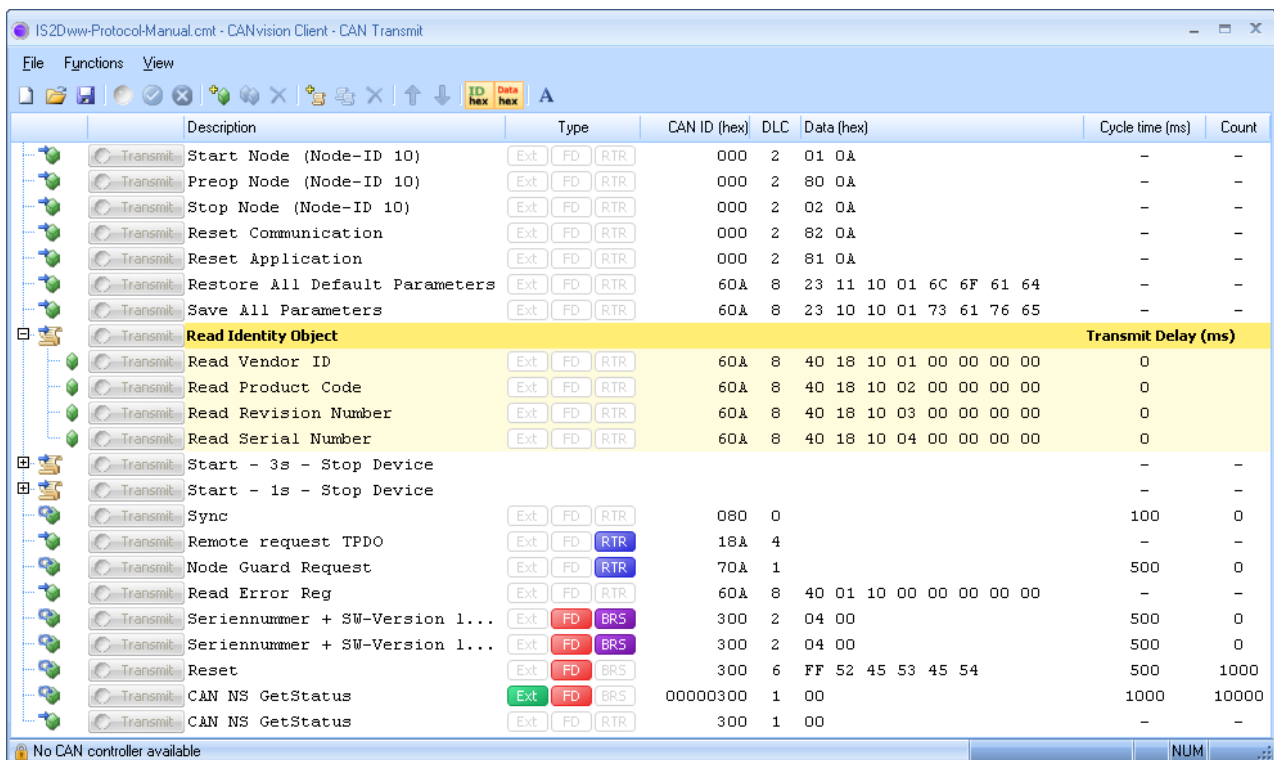 IS2Dww-Protocol-Manual.cmt - CANvision Client - CAN Transmit
File Functions View
ID hex Data hex A
Description Type CAN ID (hex) DLC Data (hex) Cycle time (ms) Count
Transmit Start Node (Node-ID 10) Ext FD RTR 000 2 01 0A – –
Transmit Preop Node (Node-ID 10) Ext FD RTR 000 2 80 0A – –
Transmit Stop Node (Node-ID 10) Ext FD RTR 000 2 02 0A – –
Transmit Reset Communication Ext FD RTR 000 2 82 0A – –
Transmit Reset Application Ext FD RTR 000 2 81 0A – –
Transmit Restore All Default Parameters Ext FD RTR 60A 8 23 11 10 01 6C 6F 61 64 – –
Transmit Save All Parameters Ext FD RTR 60A 8 23 10 10 01 73 61 76 65 – –
Transmit Read Identity Object Transmit Delay (ms)
Transmit Read Vendor ID Ext FD RTR 60A 8 40 18 10 01 00 00 00 00 0
Transmit Read Product Code Ext FD RTR 60A 8 40 18 10 02 00 00 00 00 0
Transmit Read Revision Number Ext FD RTR 60A 8 40 18 10 03 00 00 00 00 0
Transmit Read Serial Number Ext FD RTR 60A 8 40 18 10 04 00 00 00 00 0
Transmit Start - 3s - Stop Device – –
Transmit Start - 1s - Stop Device – –
Transmit Sync Ext FD RTR 080 0 100 0
Transmit Remote request TPDO Ext FD RTR 18A 4 – –
Transmit Node Guard Request Ext FD RTR 70A 1 500 0
Transmit Read Error Reg Ext FD RTR 60A 8 40 01 10 00 00 00 00 00 – –
Transmit Seriennummer + SW-Version l... Ext FD BRS 300 2 04 00 500 0
Transmit Seriennummer + SW-Version l... Ext FD BRS 300 2 04 00 500 0
Transmit Reset Ext FD BRS 300 6 FF 52 45 53 45 54 500 1000
Transmit CAN NS GetStatus Ext FD BRS 00000300 1 00 1000 10000
Transmit CAN NS GetStatus Ext FD RTR 300 1 00 – –
No CAN controller available NUM